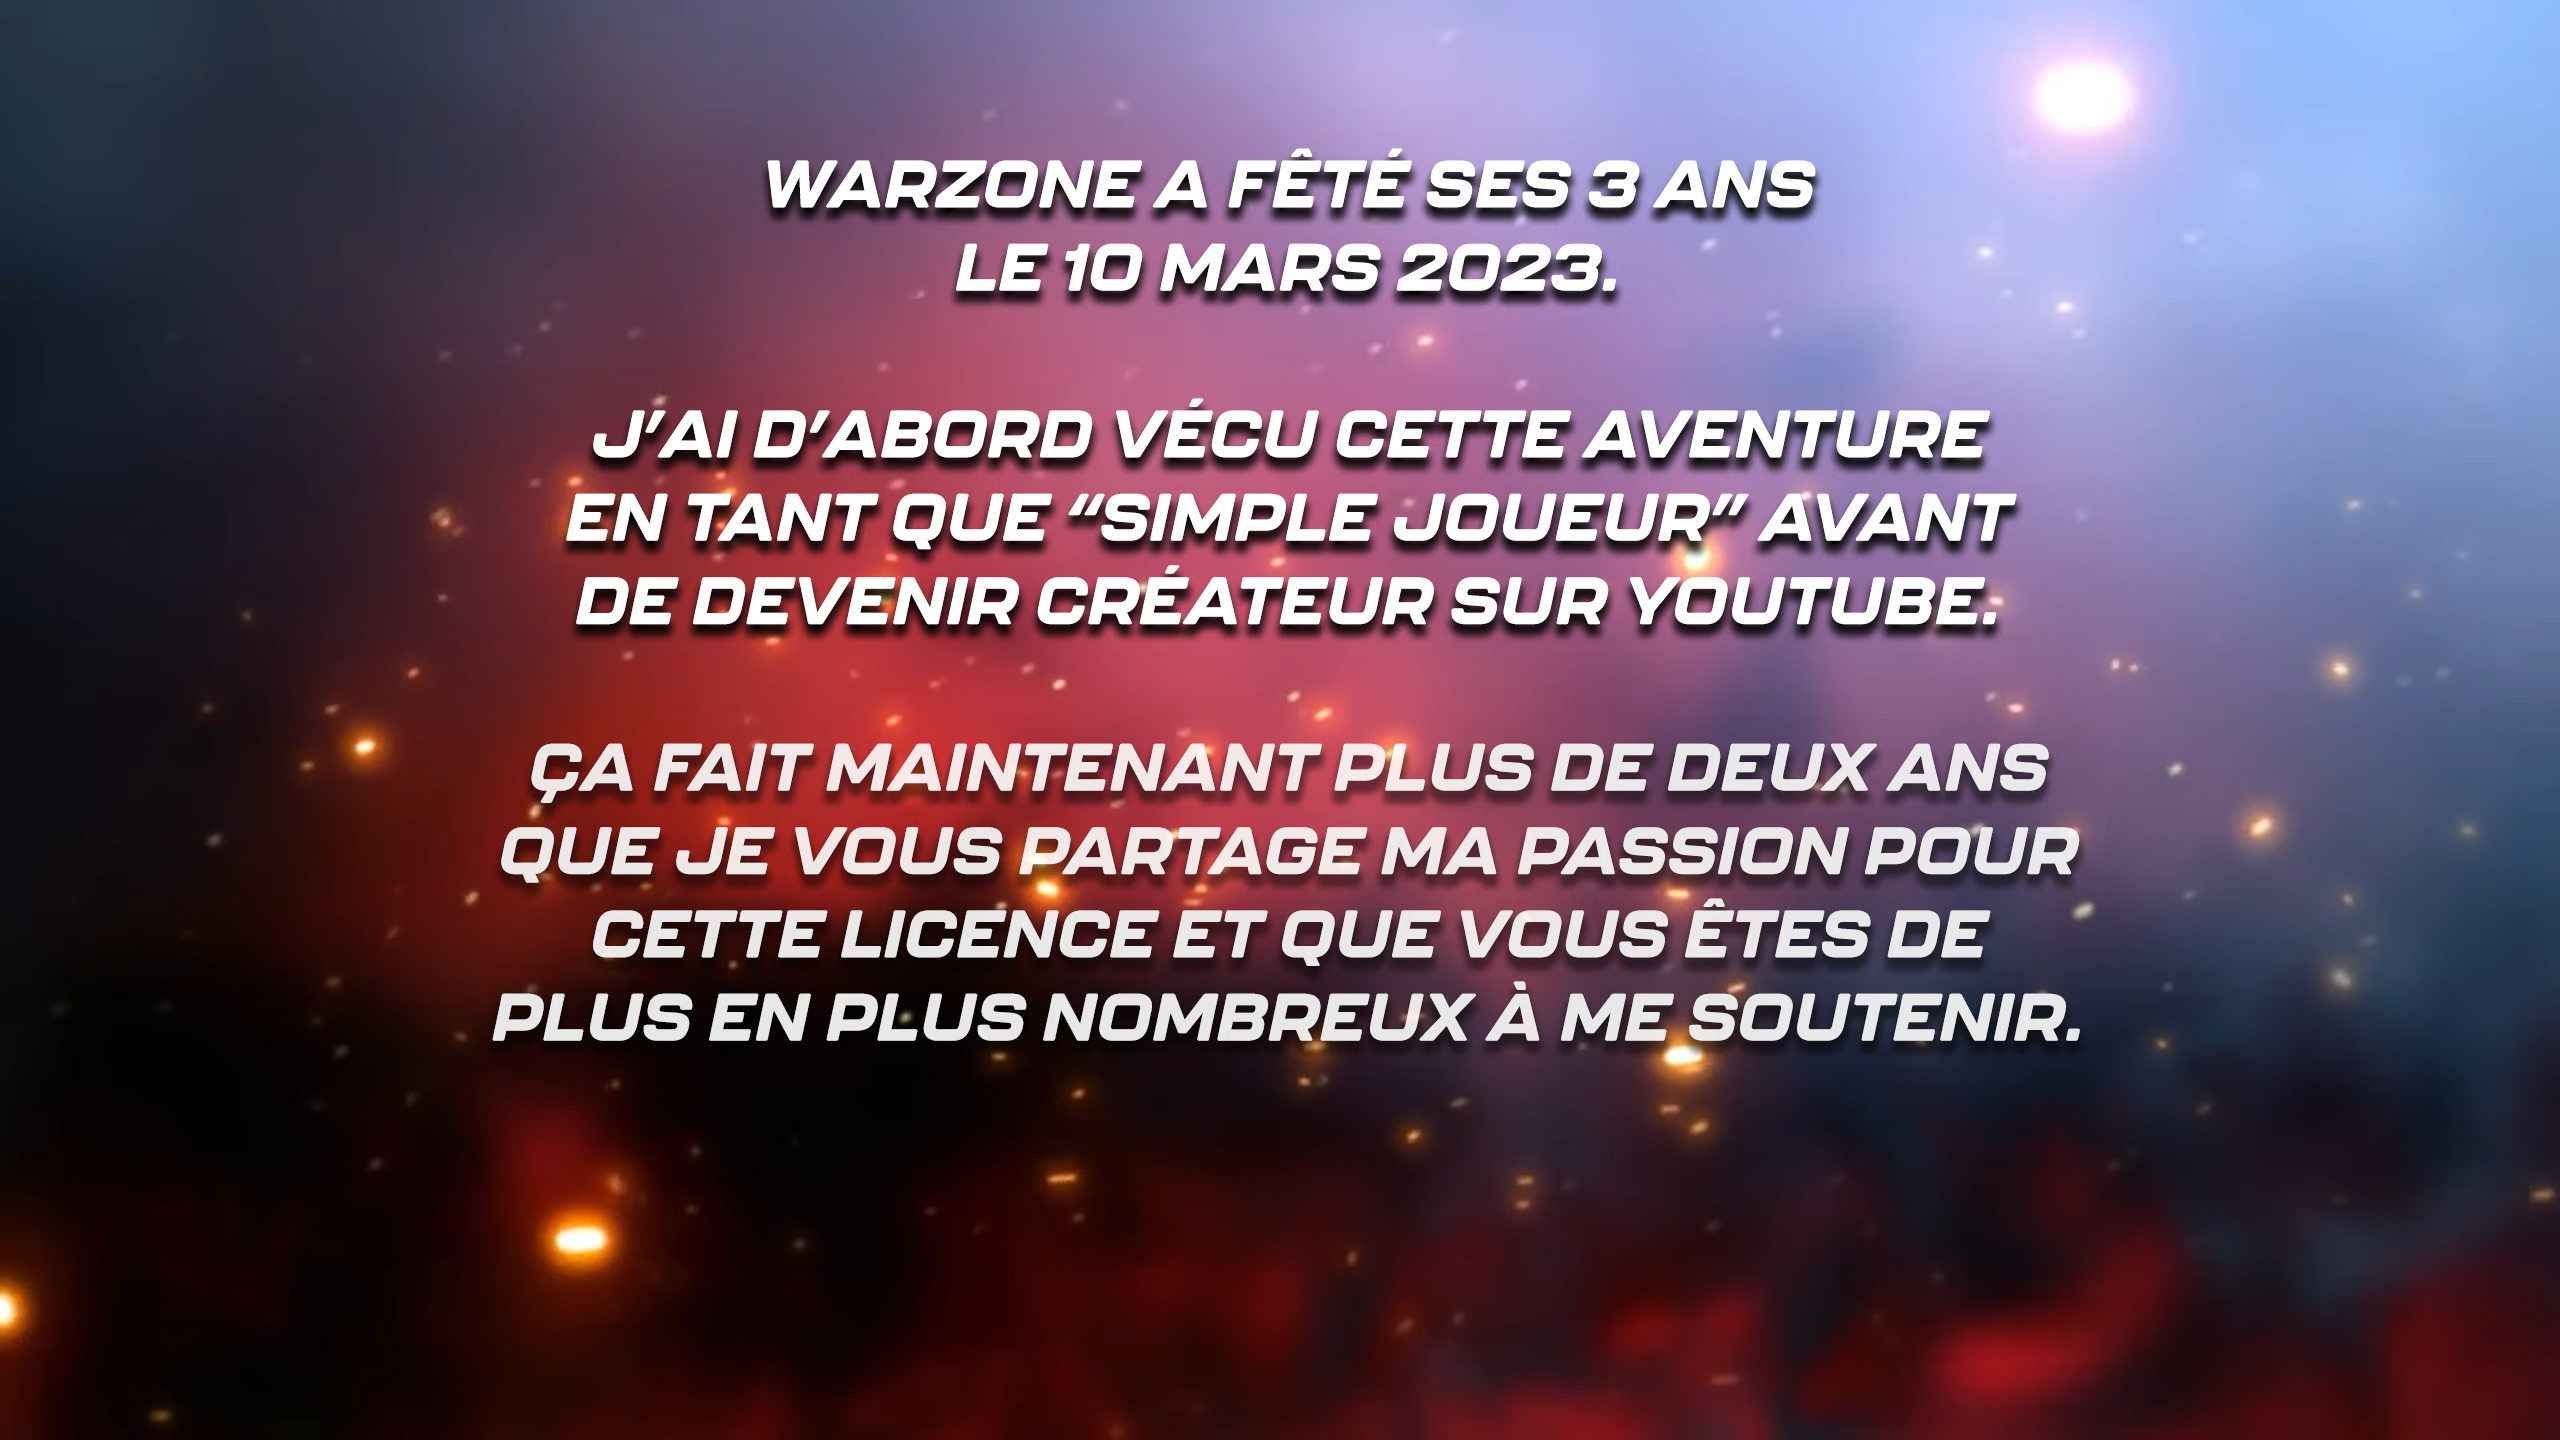 WARZONE A FÊTÉ SES 3 ANS
LE 10 MARS 2023.
J’AI D’ABORD VÉCU CETTE AVENTURE
EN TANT QUE “SIMPLE JOUEUR” AVANT
DE DEVENIR CRÉATEUR SUR YOUTUBE.
ÇA FAIT MAINTENANT PLUS DE DEUX ANS
QUE JE VOUS PARTAGE MA PASSION POUR
CETTE LICENCE ET QUE VOUS ÊTES DE
PLUS EN PLUS NOMBREUX À ME SOUTENIR.